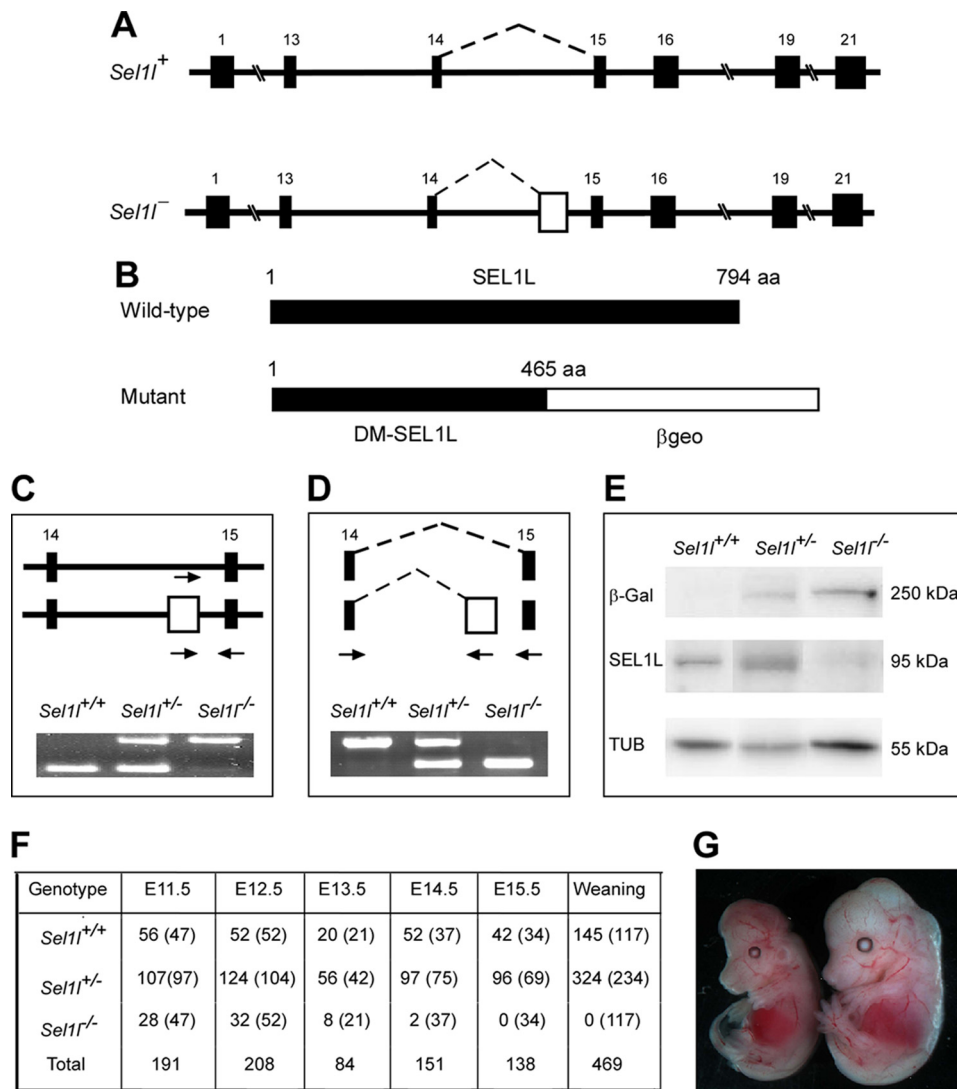 A
1 13 14 15 16 19 21
Sel1l+
1 13 14 15 16 19 21
Sel1l−
B
1 SEL1L 794 aa
Wild-type
1 465 aa
Mutant
DM-SEL1L βgeo
C
14 15
Sel1l+/+ Sel1l+/- Sel1l-/-
D
14 15
Sel1l+/+ Sel1l+/- Sel1l-/-
E
Sel1l+/+ Sel1l+/- Sel1l-/-
β-Gal 250 kDa
SEL1L 95 kDa
TUB 55 kDa
F
Genotype E11.5 E12.5 E13.5 E14.5 E15.5 Weaning
Sel1l+/+ 56 (47) 52 (52) 20 (21) 52 (37) 42 (34) 145 (117)
Sel1l+/- 107(97) 124 (104) 56 (42) 97 (75) 96 (69) 324 (234)
Sel1l-/- 28 (47) 32 (52) 8 (21) 2 (37) 0 (34) 0 (117)
Total 191 208 84 151 138 469
G